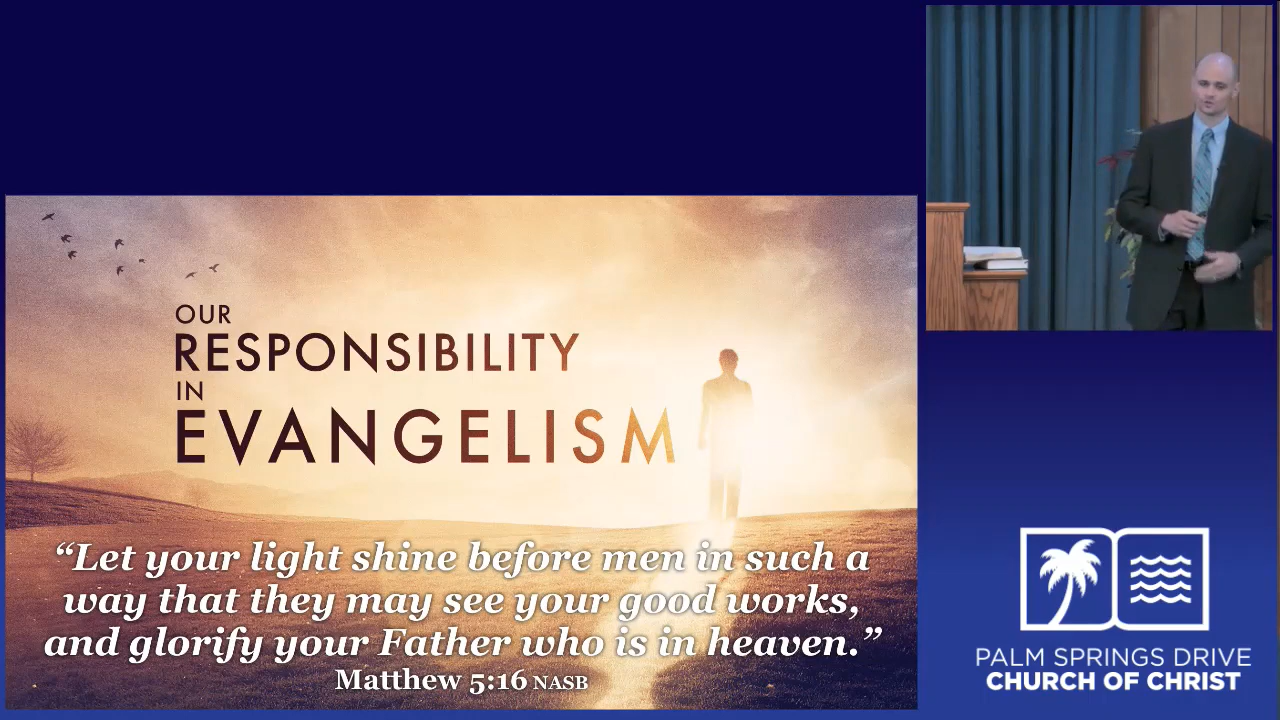 OUR
RESPONSIBILITY
IN
EVANGELISM
“Let your light shine before men in such a
way that they may see your good works,
and glorify your Father who is in heaven.”
Matthew 5:16 NASB
PALM SPRINGS DRIVE
CHURCH OF CHRIST